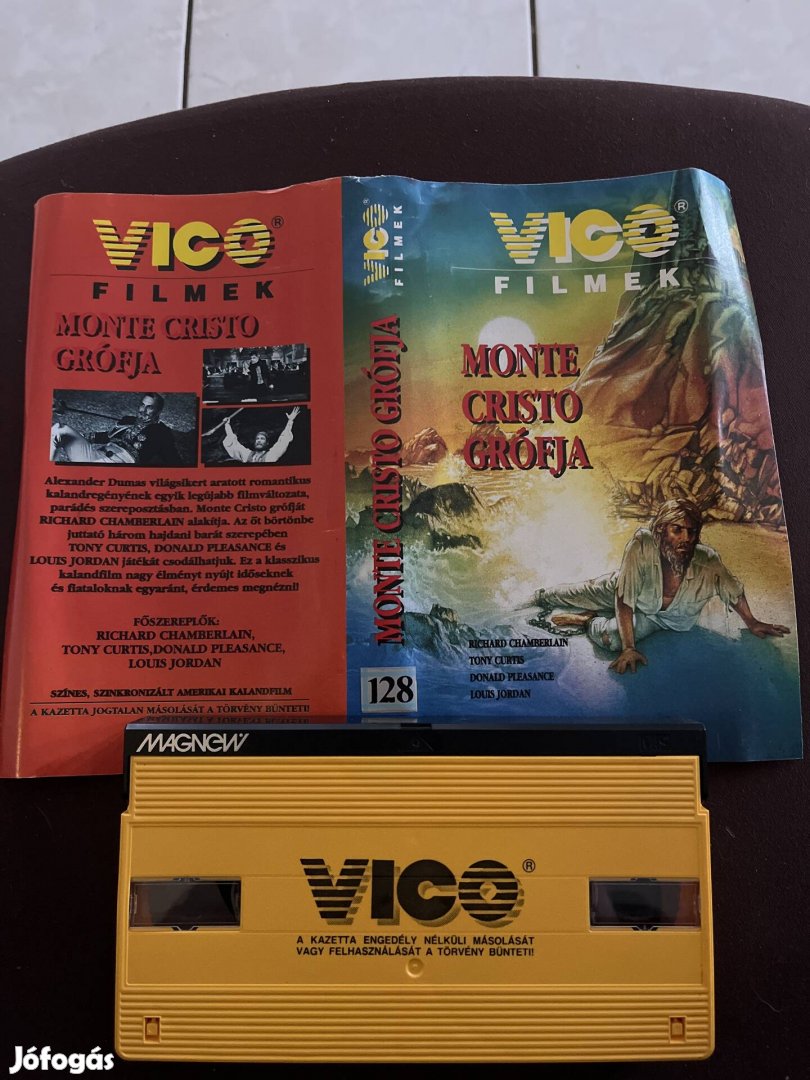 VICO®
FILMEK
MONTE CRISTO
GRÓFJA
Alexander Dumas világsikert aratott romantikus
kalandregényének egyik legújabb filmváltozata,
parádés szereposztásban. Monte Cristo grófját
RICHARD CHAMBERLAIN alakítja. Az őt börtönbe
juttató három hajdani barát szerepében
TONY CURTIS, DONALD PLEASANCE és
LOUIS JORDAN játékát csodálhatjuk. Ez a klasszikus
kalandfilm nagy élményt nyújt időseknek
és fiataloknak egyaránt, érdemes megnézni!
FŐSZEREPLŐK:
RICHARD CHAMBERLAIN,
TONY CURTIS,DONALD PLEASANCE,
LOUIS JORDAN
SZÍNES, SZINKRONIZÁLT AMERIKAI KALANDFILM
A KAZETTA JOGTALAN MÁSOLÁSÁT A TÖRVÉNY BÜNTETI!
VICO®
FILMEK
MONTE CRISTO GRÓFJA
128
VICO®
FILMEK
MONTE
CRISTO
GRÓFJA
RICHARD CHAMBERLAIN
TONY CURTIS
DONALD PLEASANCE
LOUIS JORDAN
MAGNEW
VICO®
A KAZETTA ENGEDÉLY NÉLKÜLI MÁSOLÁSÁT
VAGY FELHASZNÁLÁSÁT A TÖRVÉNY BÜNTETI!
Jófogás